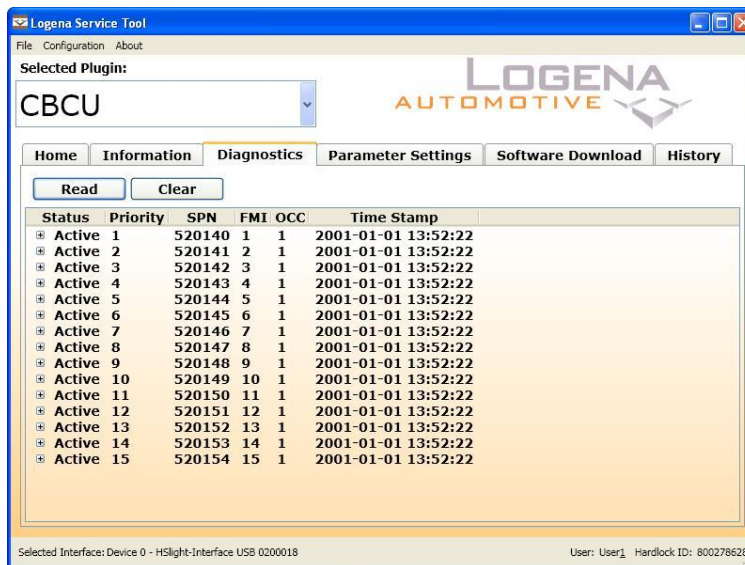 Logena Service Tool
File Configuration About
Selected Plugin:
CBCU
LOGENA
AUTOMOTIVE
Home Information Diagnostics Parameter Settings Software Download History
Read Clear
Status Priority SPN FMI OCC Time Stamp
Active 1 520140 1 1 2001-01-01 13:52:22
Active 2 520141 2 1 2001-01-01 13:52:22
Active 3 520142 3 1 2001-01-01 13:52:22
Active 4 520143 4 1 2001-01-01 13:52:22
Active 5 520144 5 1 2001-01-01 13:52:22
Active 6 520145 6 1 2001-01-01 13:52:22
Active 7 520146 7 1 2001-01-01 13:52:22
Active 8 520147 8 1 2001-01-01 13:52:22
Active 9 520148 9 1 2001-01-01 13:52:22
Active 10 520149 10 1 2001-01-01 13:52:22
Active 11 520150 11 1 2001-01-01 13:52:22
Active 12 520151 12 1 2001-01-01 13:52:22
Active 13 520152 13 1 2001-01-01 13:52:22
Active 14 520153 14 1 2001-01-01 13:52:22
Active 15 520154 15 1 2001-01-01 13:52:22
Selected Interface: Device 0 - HSlight-Interface USB 0200018 User: User1 Hardlock ID: 800278628